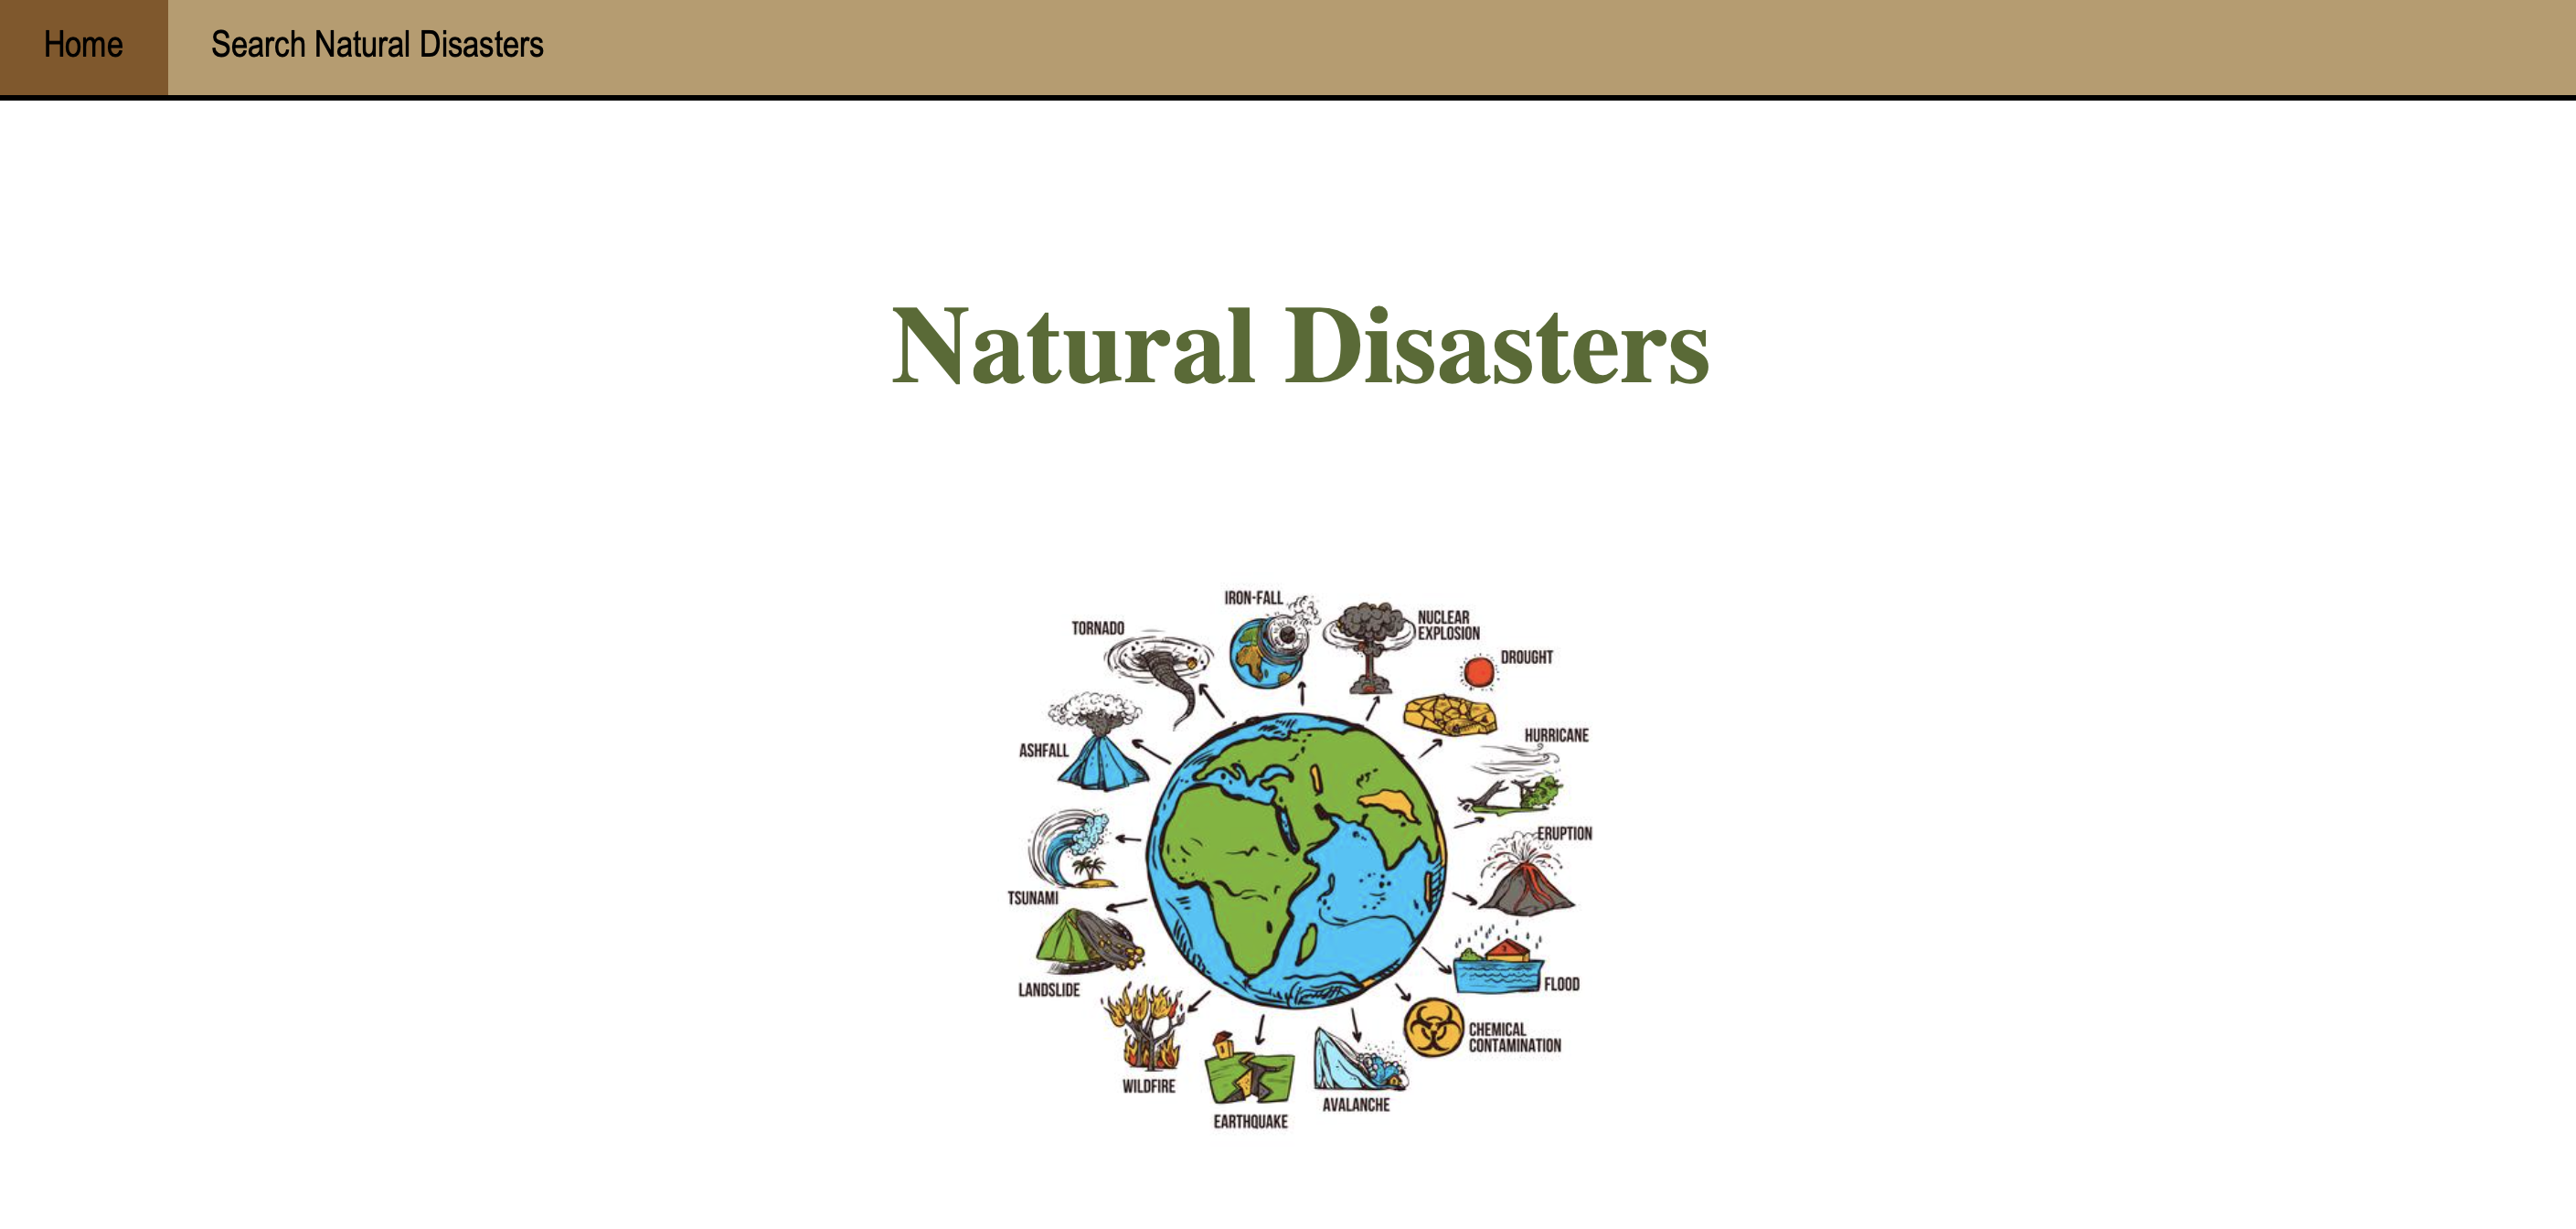 Home
Search Natural Disasters
Natural Disasters
IRON-FALL
NUCLEAR
EXPLOSION
TORNADO
DROUGHT
HURRICANE
ASHFALL
ERUPTION
TSUNAMI
FLOOD
LANDSLIDE
CHEMICAL
CONTAMINATION
WILDFIRE
AVALANCHE
EARTHQUAKE